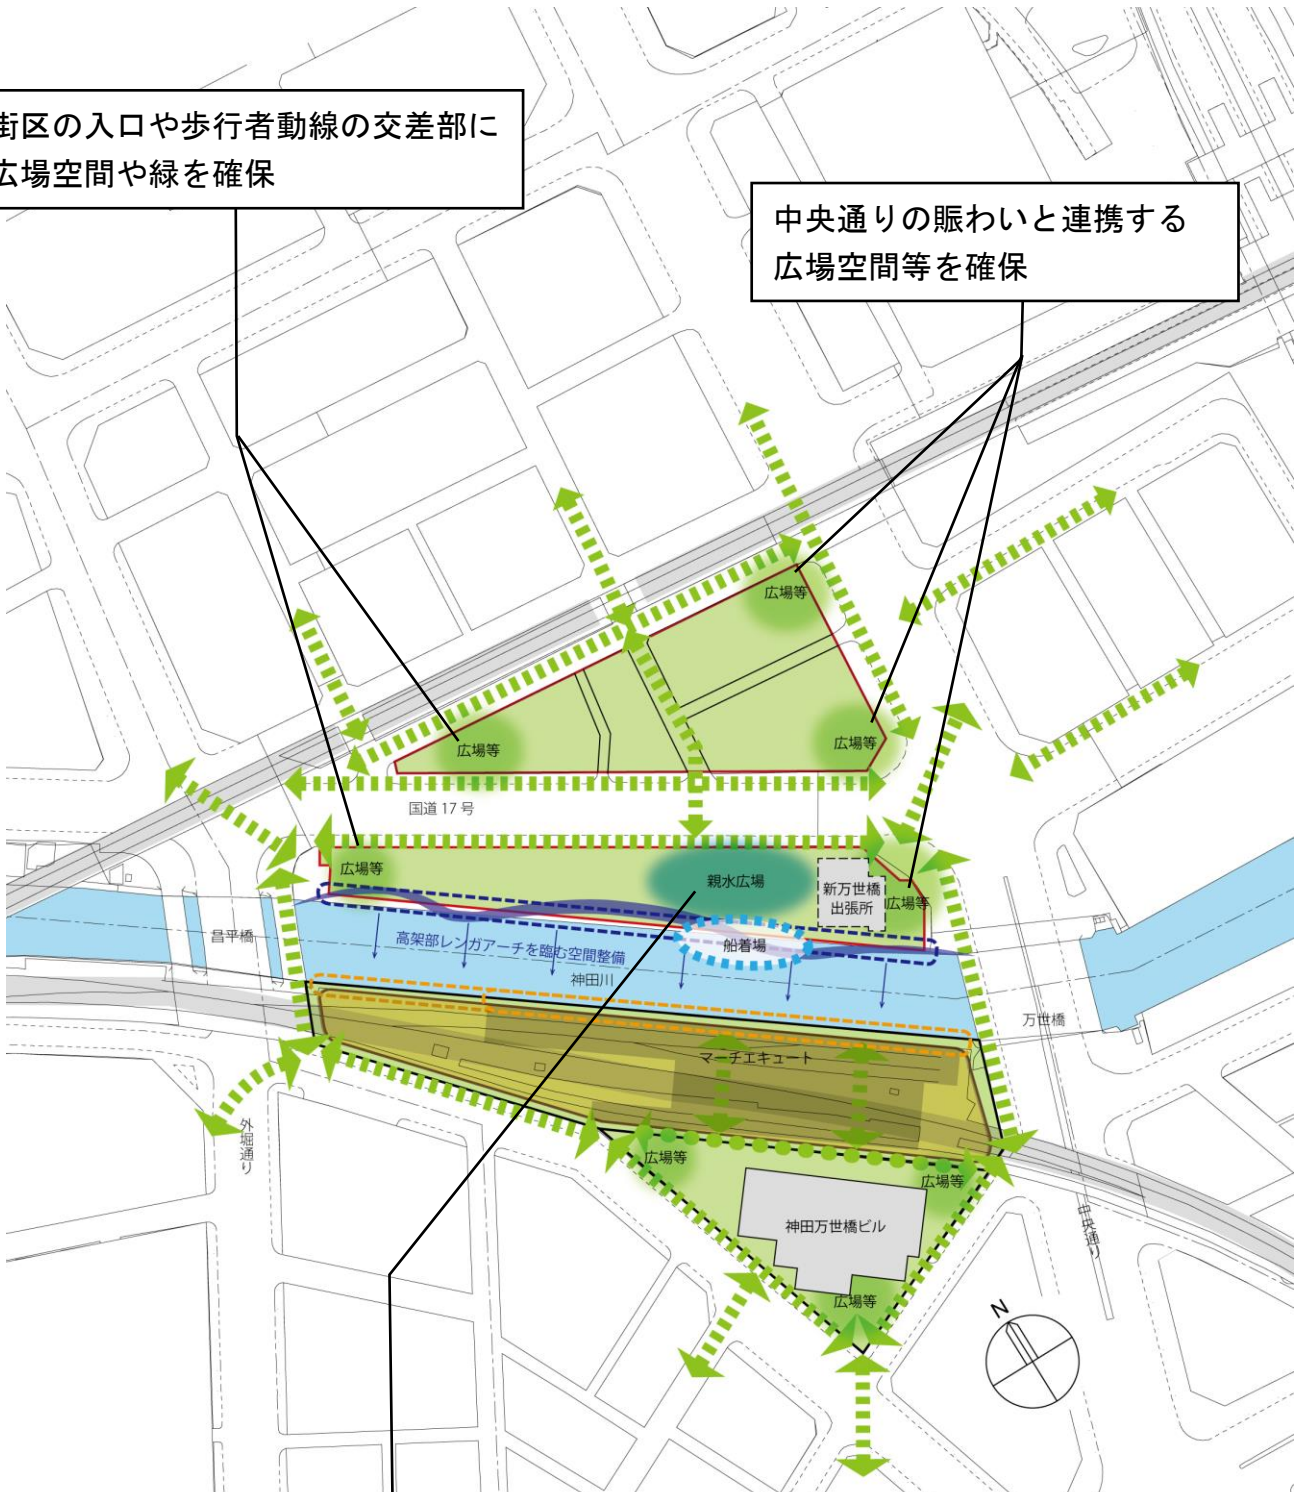 街区の入口や歩行者動線の交差部に
広場空間や緑を確保
中央通りの賑わいと連携する
広場空間等を確保
広場等
広場等
広場等
国道 17 号
広場等
親水広場
新万世橋
出張所
広場等
昌平橋
高架部レンガアーチを臨む空間整備
船着場
神田川
万世橋
マーチエキュート
外堀通り
広場等
広場等
中央通り
神田万世橋ビル
広場等
N